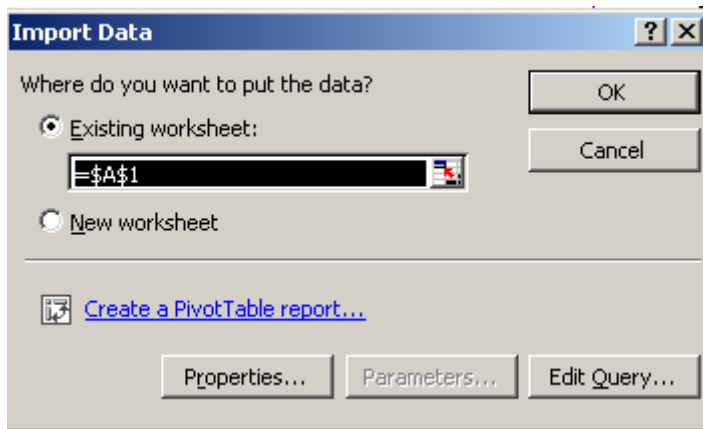 Import Data
?
Where do you want to put the data?
OK
Existing worksheet:
Cancel
=$A$1
New worksheet
Create a PivotTable report...
Properties...
Parameters...
Edit Query...